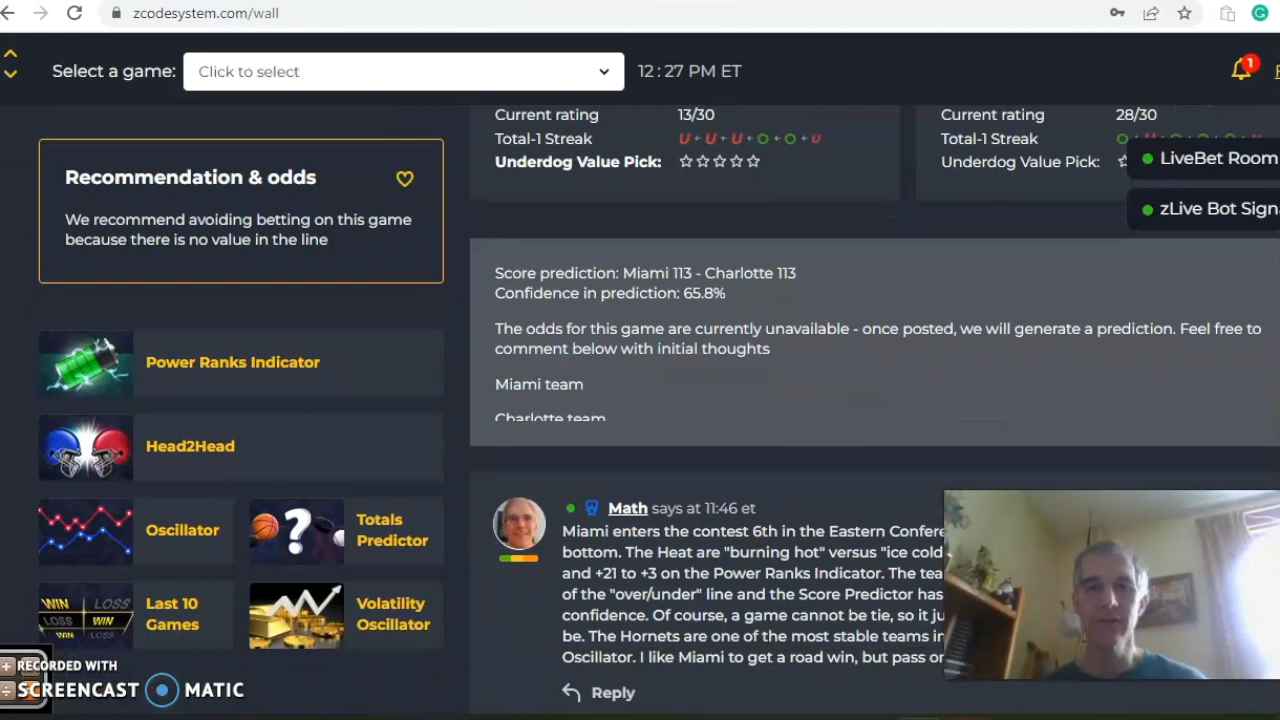 zcodesystem.com/wall
Select a game: Click to select 12:27 PM ET
1
Current rating 13/30
Total-1 Streak U U U O O U
Underdog Value Pick:
Current rating 28/30
Total-1 Streak
Underdog Value Pick:
LiveBet Room
zLive Bot Sign
Recommendation & odds
We recommend avoiding betting on this game
because there is no value in the line
Score prediction: Miami 113 - Charlotte 113
Confidence in prediction: 65.8%
The odds for this game are currently unavailable - once posted, we will generate a prediction. Feel free to
comment below with initial thoughts
Miami team
Charlotte team
Power Ranks Indicator
Head2Head
Oscillator
Totals
Predictor
WIN LOSS
LOSS WIN
WIN LOSS
Last 10
Games
Volatility
Oscillator
Math says at 11:46 et
Miami enters the contest 6th in the Eastern Confere
bottom. The Heat are "burning hot" versus "ice cold
and +21 to +3 on the Power Ranks Indicator. The tea
of the "over/under" line and the Score Predictor has
confidence. Of course, a game cannot be tie, so it ju
be. The Hornets are one of the most stable teams in
Oscillator. I like Miami to get a road win, but pass or
Reply
RECORDED WITH
SCREENCAST MATIC